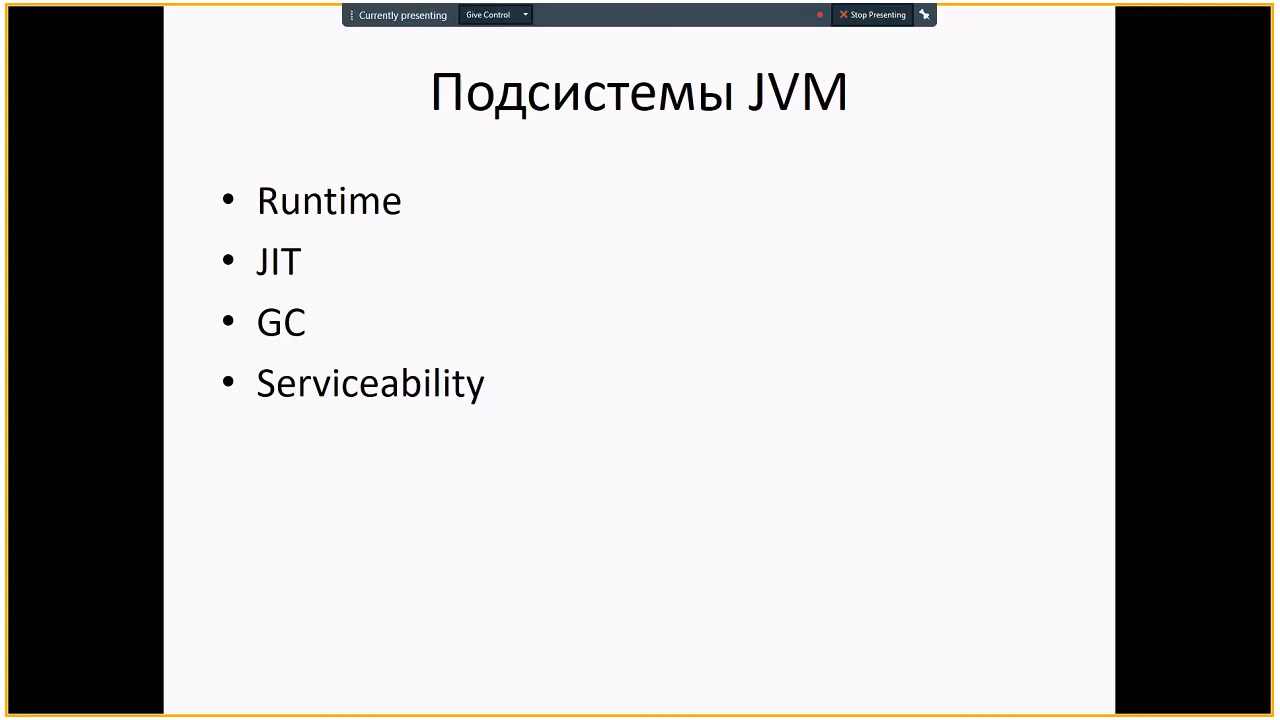 Currently presenting
Give Control
Stop Presenting
Подсистемы JVM
• Runtime
• JIT
• GC
• Serviceability